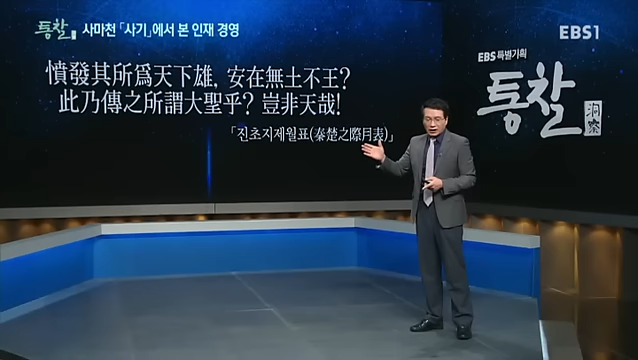 통찰 사마천 「사기」에서 본 인재 경영
EBS1
憤發其所爲天下雄, 安在無土不王?
此乃傳之所謂大聖乎? 豈非天哉!
「진초지제월표(秦楚之際月表)」
EBS 특별기획
통찰
洞察